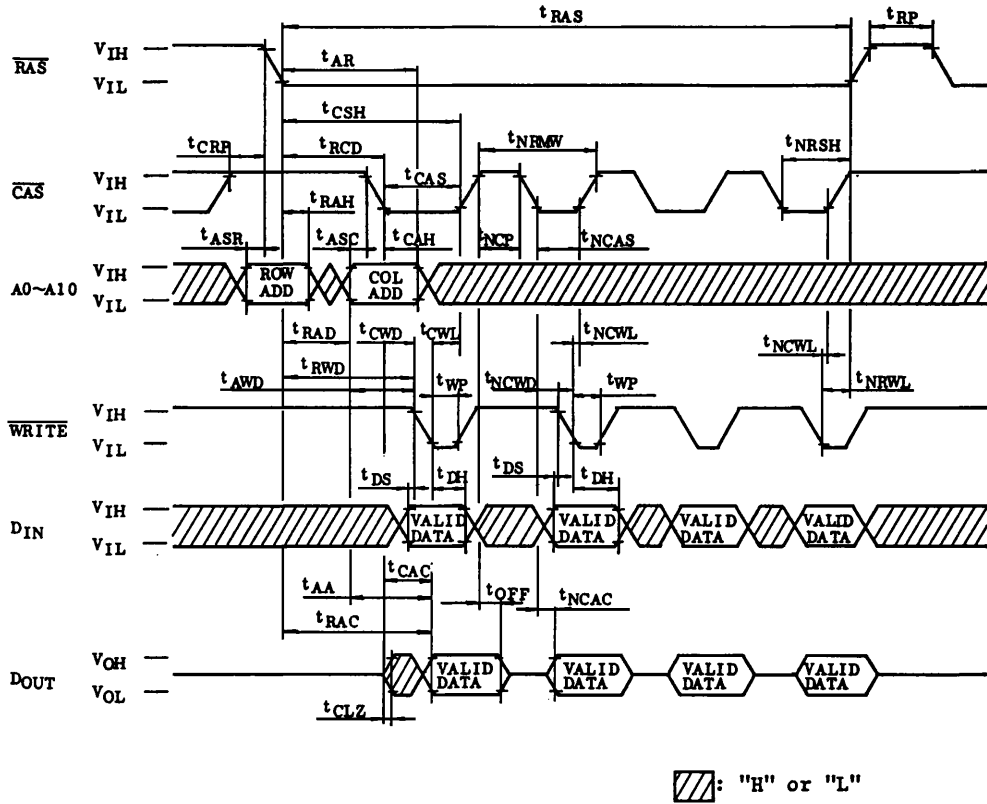 tRAS
tRP
RAS
VIH
VIL
tAR
tCSH
tCRP
tRCD
tNRMW
tNRSH
CAS
VIH
VIL
tCAS
tRAH
tASR
tASC
tCAH
tNCP
tNCAS
A0~A10
VIH
VIL
ROW
ADD
COL
ADD
tRAD
tCWD
tCWL
tNCWL
tNCWL
tRWD
tAWD
tWP
tNCWD
tWP
tNRWL
WRITE
VIH
VIL
tDS
tDH
tDS
tDH
DIN
VIH
VIL
VALID
DATA
VALID
DATA
VALID
DATA
VALID
DATA
tCAC
tAA
tOFF
tNCAC
tRAC
DOUT
VOH
VOL
VALID
DATA
VALID
DATA
VALID
DATA
VALID
DATA
tCLZ
: "H" or "L"